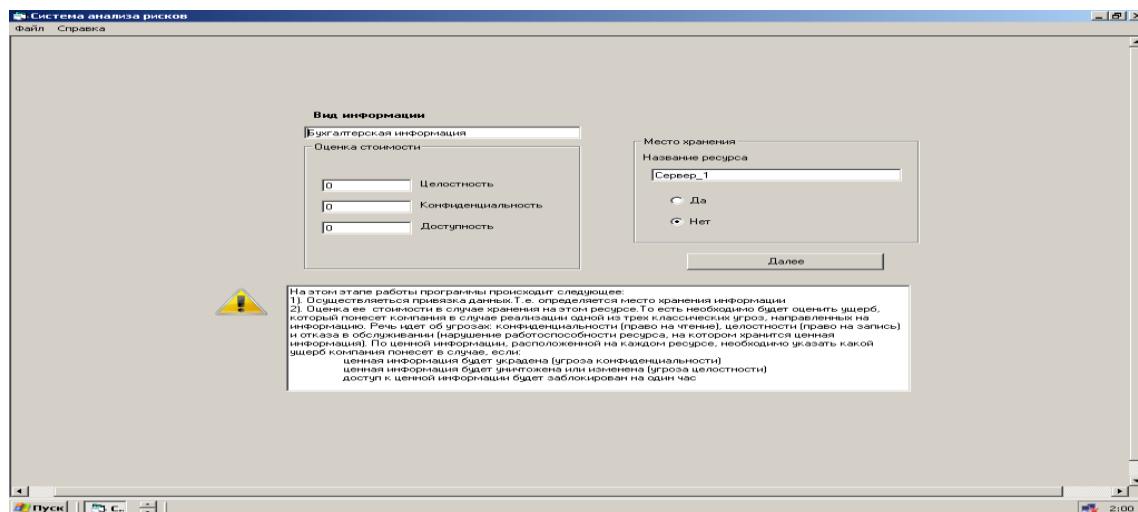 Система анализа рисков
Файл Справка
Вид информации
Бухгалтерская информация
Оценка стоимости
0 Целостность
0 Конфиденциальность
0 Доступность
Место хранения
Название ресурса
Сервер_1
Да
Нет
Далее
На этом этапе работы программы происходит следующее:
1). Осуществляеться привязка данных.Т.е. определяется место хранения информации
2). Оценка ее стоимости в случае хранения на этом ресурсе.То есть необходимо будет оценить ущерб,
который понесет компания в случае реализации одной из трех классических угроз, направленных на
информацию. Речь идет об угрозах: конфиденциальности (право на чтение), целостности (право на запись)
и отказа в обслуживании (нарушение работоспособности ресурса, на котором хранится ценная
информация). По ценной информации, расположенной на каждом ресурсе, необходимо указать какой
ущерб компания понесет в случае, если:
ценная информация будет украдена (угроза конфиденциальности)
ценная информация будет уничтожена или изменена (угроза целостности)
доступ к ценной информации будет заблокирован на один час
Пуск С.. 2:00